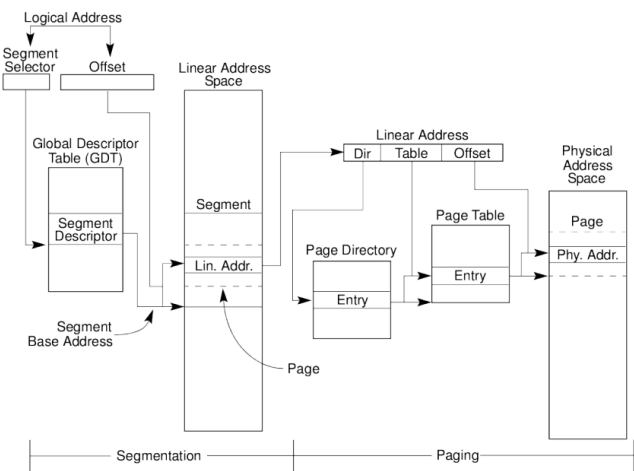 Logical Address
Segment
Selector
Offset
Linear Address
Space
Global Descriptor
Table (GDT)
Segment
Descriptor
Segment
Lin. Addr.
Segment
Base Address
Page
Linear Address
Dir Table Offset
Page Directory
Entry
Page Table
Entry
Physical
Address
Space
Page
Phy. Addr.
Segmentation
Paging